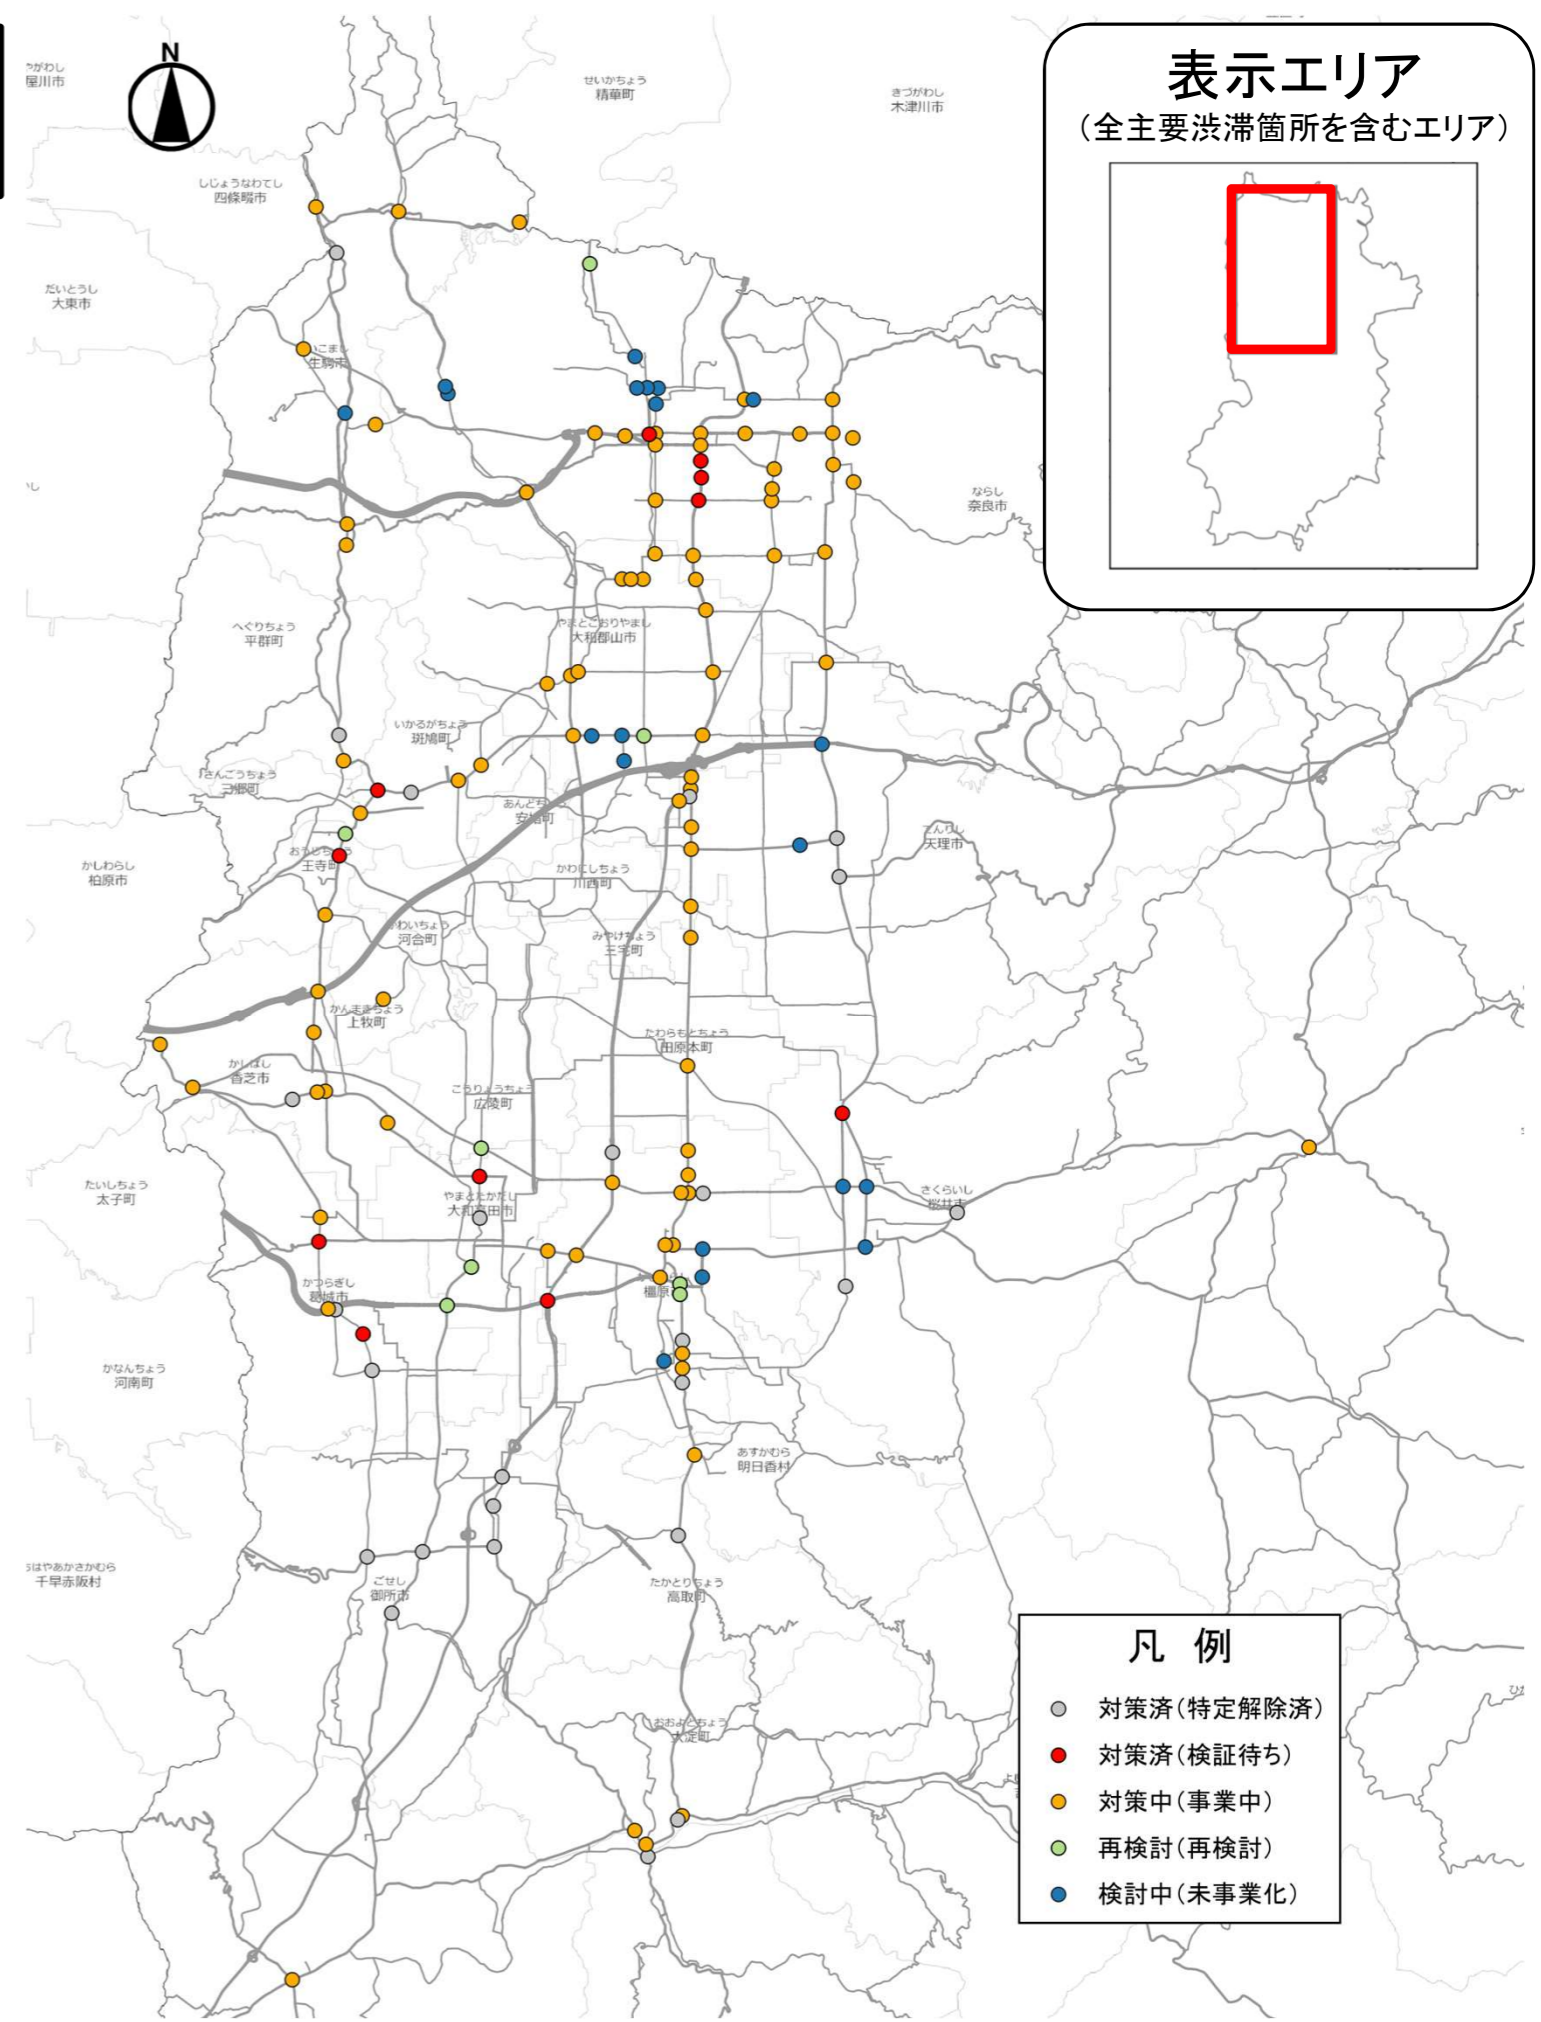 N
やがわし
屋川市
せいかちょう
精華町
きづがわし
木津川市
表示エリア
（全主要渋滞箇所を含むエリア）
しじょうなわてし
四條畷市
だいとうし
大東市
いこまし
生駒市
ならし
奈良市
へぐりちょう
平群町
やまとこおりやまし
大和郡山市
いかるがちょう
斑鳩町
さんごうちょう
三郷町
あんどち
安堵町
てんりし
天理市
おうじちょう
王寺町
かしわらし
柏原市
かわにしちょう
川西町
かわいちょう
河合町
みやけちょう
三宅町
かんまきちょう
上牧町
たわらもとちょう
田原本町
かしばし
香芝市
こうりょうちょう
広陵町
たいしちょう
太子町
やまとたかだし
大和高田市
さくらいし
桜井市
かつらぎし
葛城市
橿原
かなんちょう
河南町
あすかむら
明日香村
ちはやあかさかむら
千早赤阪村
ごせし
御所市
たかとりちょう
高取町
おおよどちょう
大淀町
凡 例
対策済（特定解除済）
対策済（検証待ち）
対策中（事業中）
再検討（再検討）
検討中（未事業化）